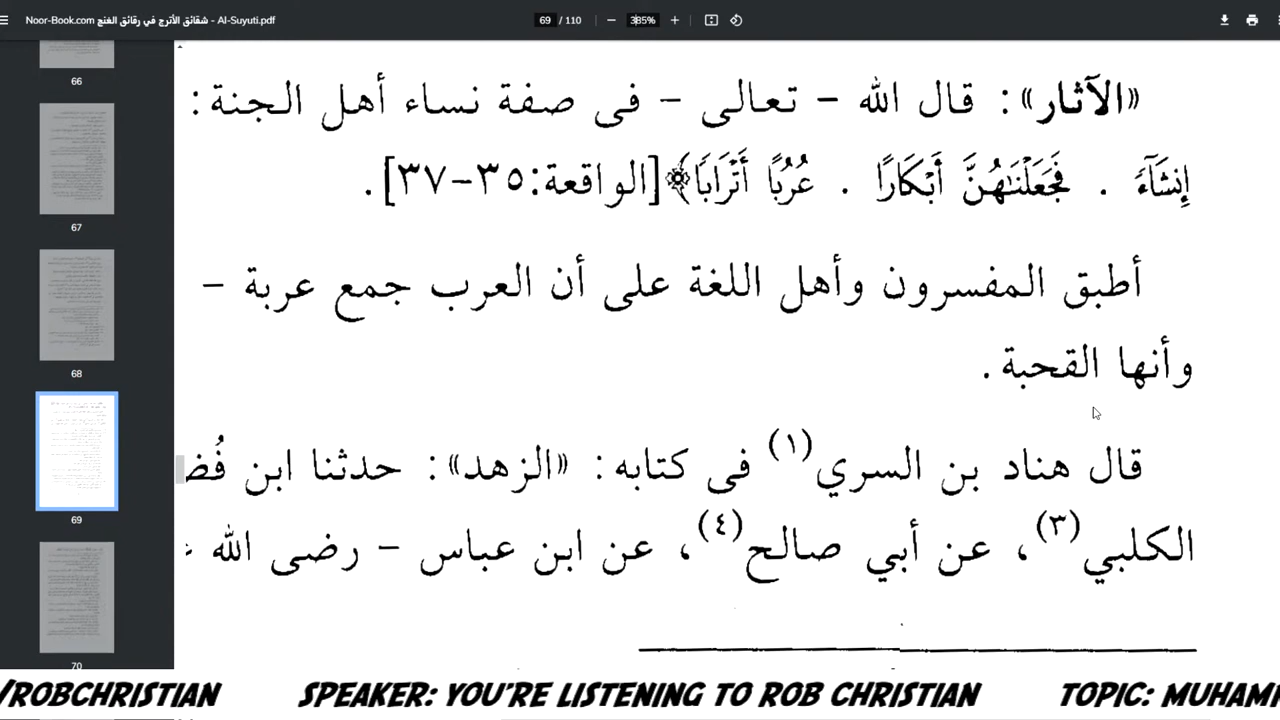 Noor-Book.com شقائق الأترج في رقائق الغنج - Al-Suyuti.pdf
69 / 110
385%
66
67
68
69
70
«الآثار» : قال الله – تعالى – فى صفة نساء أهل الجنة :
إِنشَآءً . فَجَعَلْنَـٰهُنَّ أَبْكَارًا . عُرُبًا أَتْرَابًا﴾ [الواقعة:٣٥-٣٧] .
أطبق المفسرون وأهل اللغة على أن العرب جمع عربة –
وأنها القحبة .
قال هناد بن السري(١) فى كتابه : «الزهد» : حدثنا ابن فُض
الكلبي(٣)، عن أبي صالح(٤)، عن ابن عباس – رضى الله
/ROBCHRISTIAN SPEAKER: YOU'RE LISTENING TO ROB CHRISTIAN TOPIC: MUHAMM